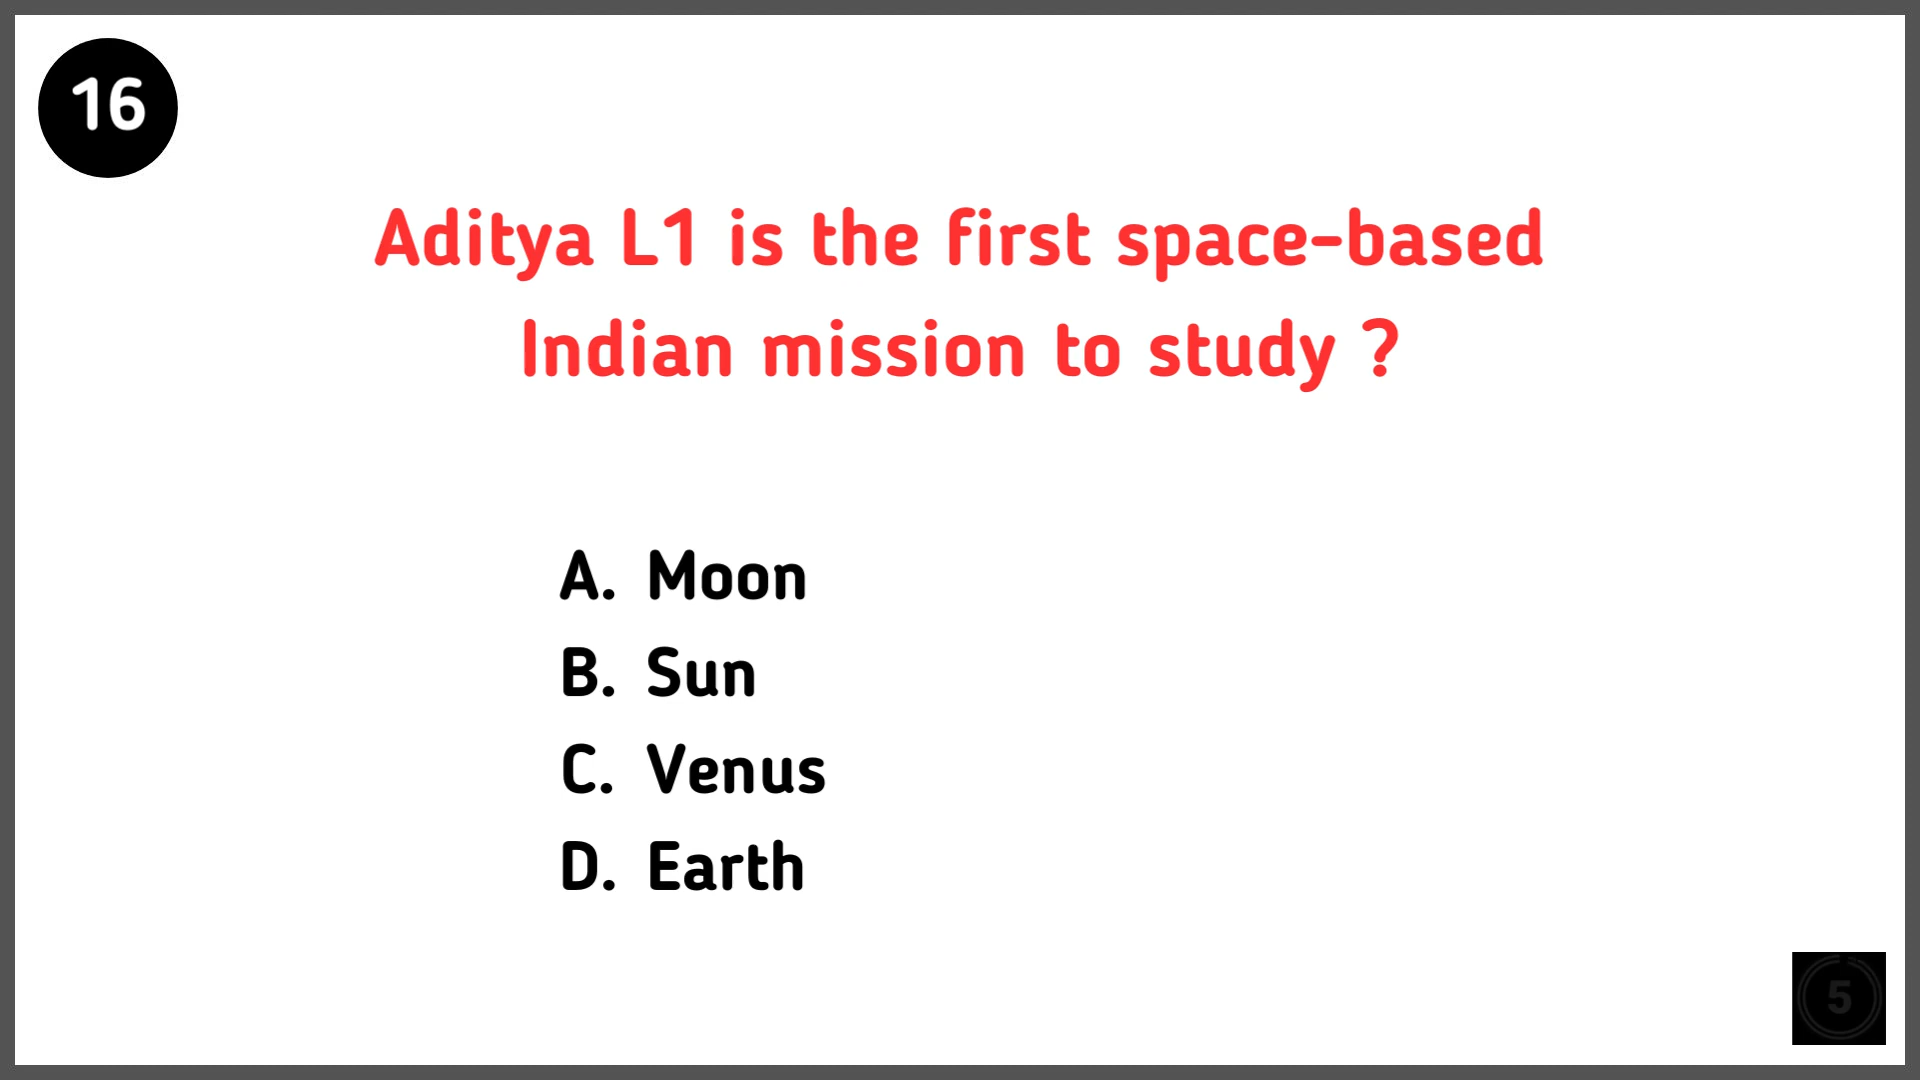 16
Aditya L1 is the first space-based
Indian mission to study ?
A. Moon
B. Sun
C. Venus
D. Earth
5